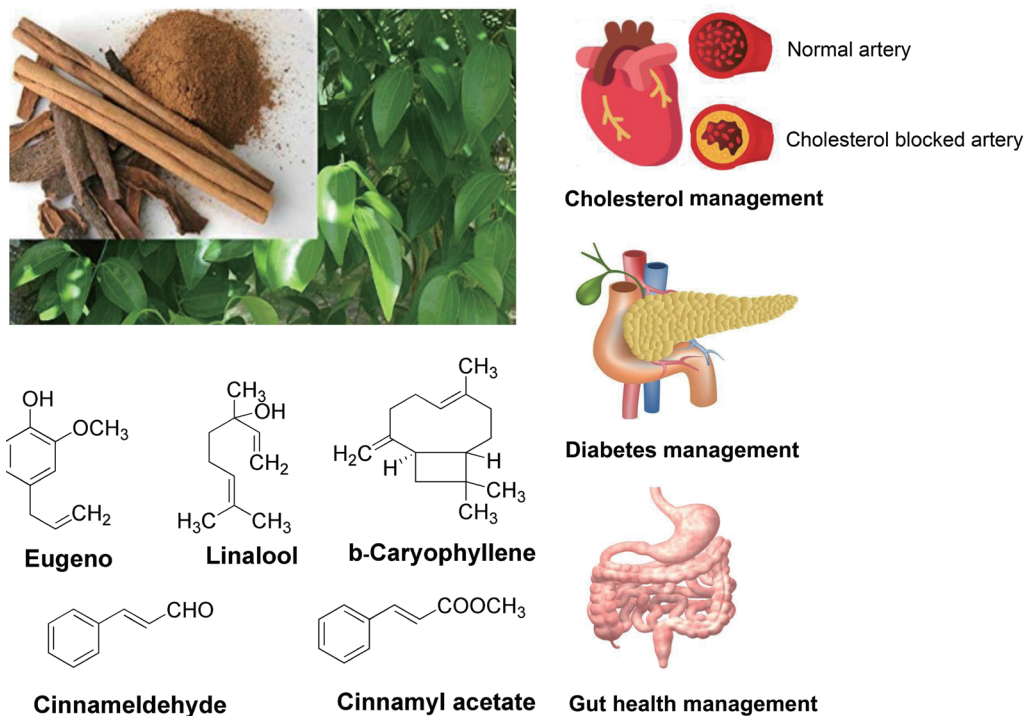 Normal artery
Cholesterol blocked artery
Cholesterol management
Diabetes management
OH
OCH₃
CH₂
Eugeno
CH₃
OH
CH₂
H₃C
CH₃
Linalool
CH₃
H₂C
H
H
CH₃
CH₃
b-Caryophyllene
CHO
Cinnameldehyde
COOCH₃
Cinnamyl acetate
Gut health management